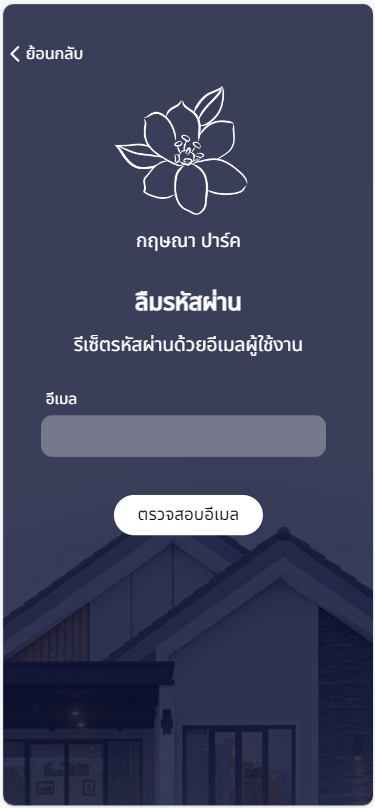 ย้อนกลับ
กฤษณา ปาร์ค
ลืมรหัสผ่าน
รีเซ็ตรหัสผ่านด้วยอีเมลผู้ใช้งาน
อีเมล
ตรวจสอบอีเมล